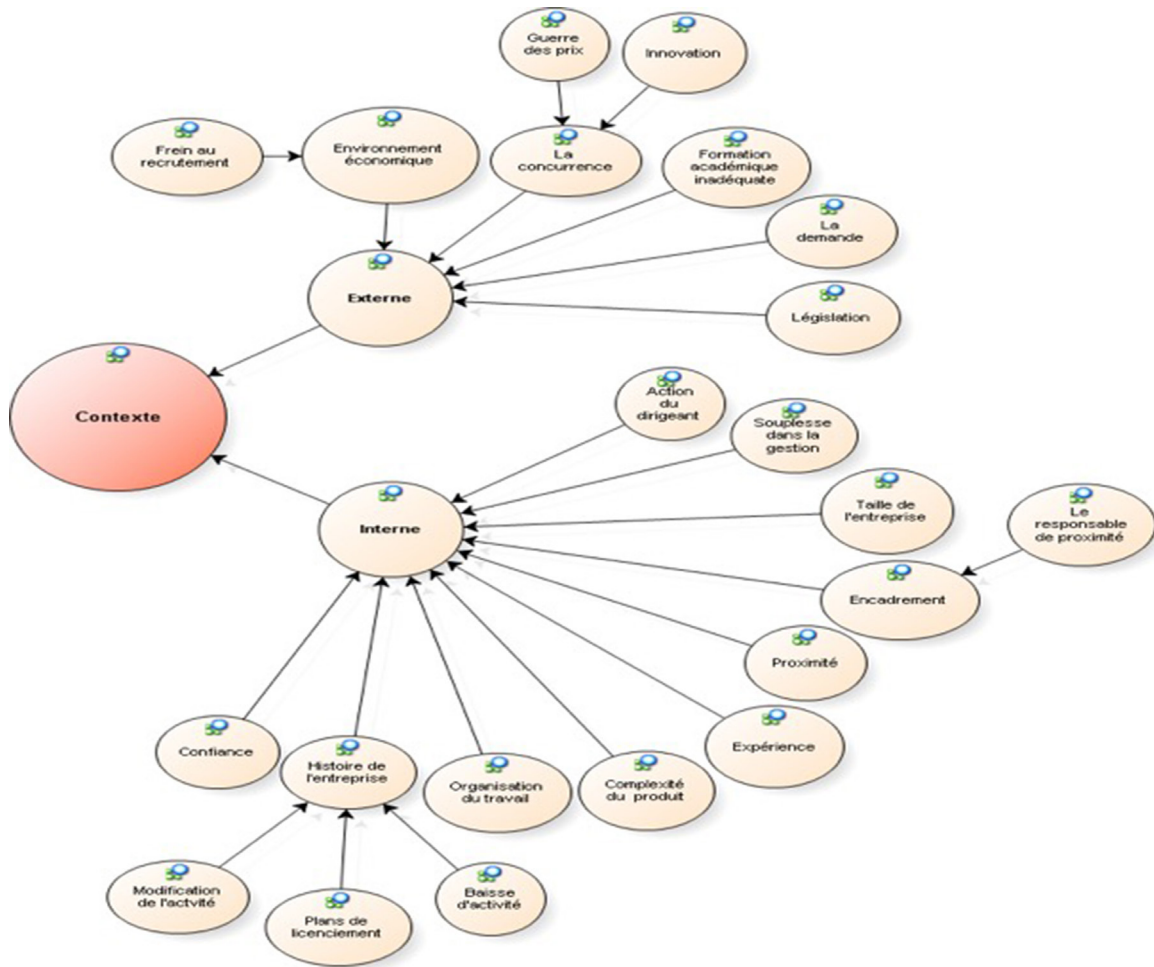 Guerre
des prix
Innovation
Frein au
recrutement
Environnement
économique
La
concurrence
Formation
académique
inadéquate
La
demande
Externe
Législation
Contexte
Action
du
dirigeant
Souplesse
dans la
gestion
Interne
Taille de
l'entreprise
Le
responsable
de proximité
Encadrement
Proximité
Confiance
Histoire de
l'entreprise
Organisation
du travail
Complexité
du produit
Expérience
Modification
de l'actvité
Plans de
licenciement
Baisse
d'activité